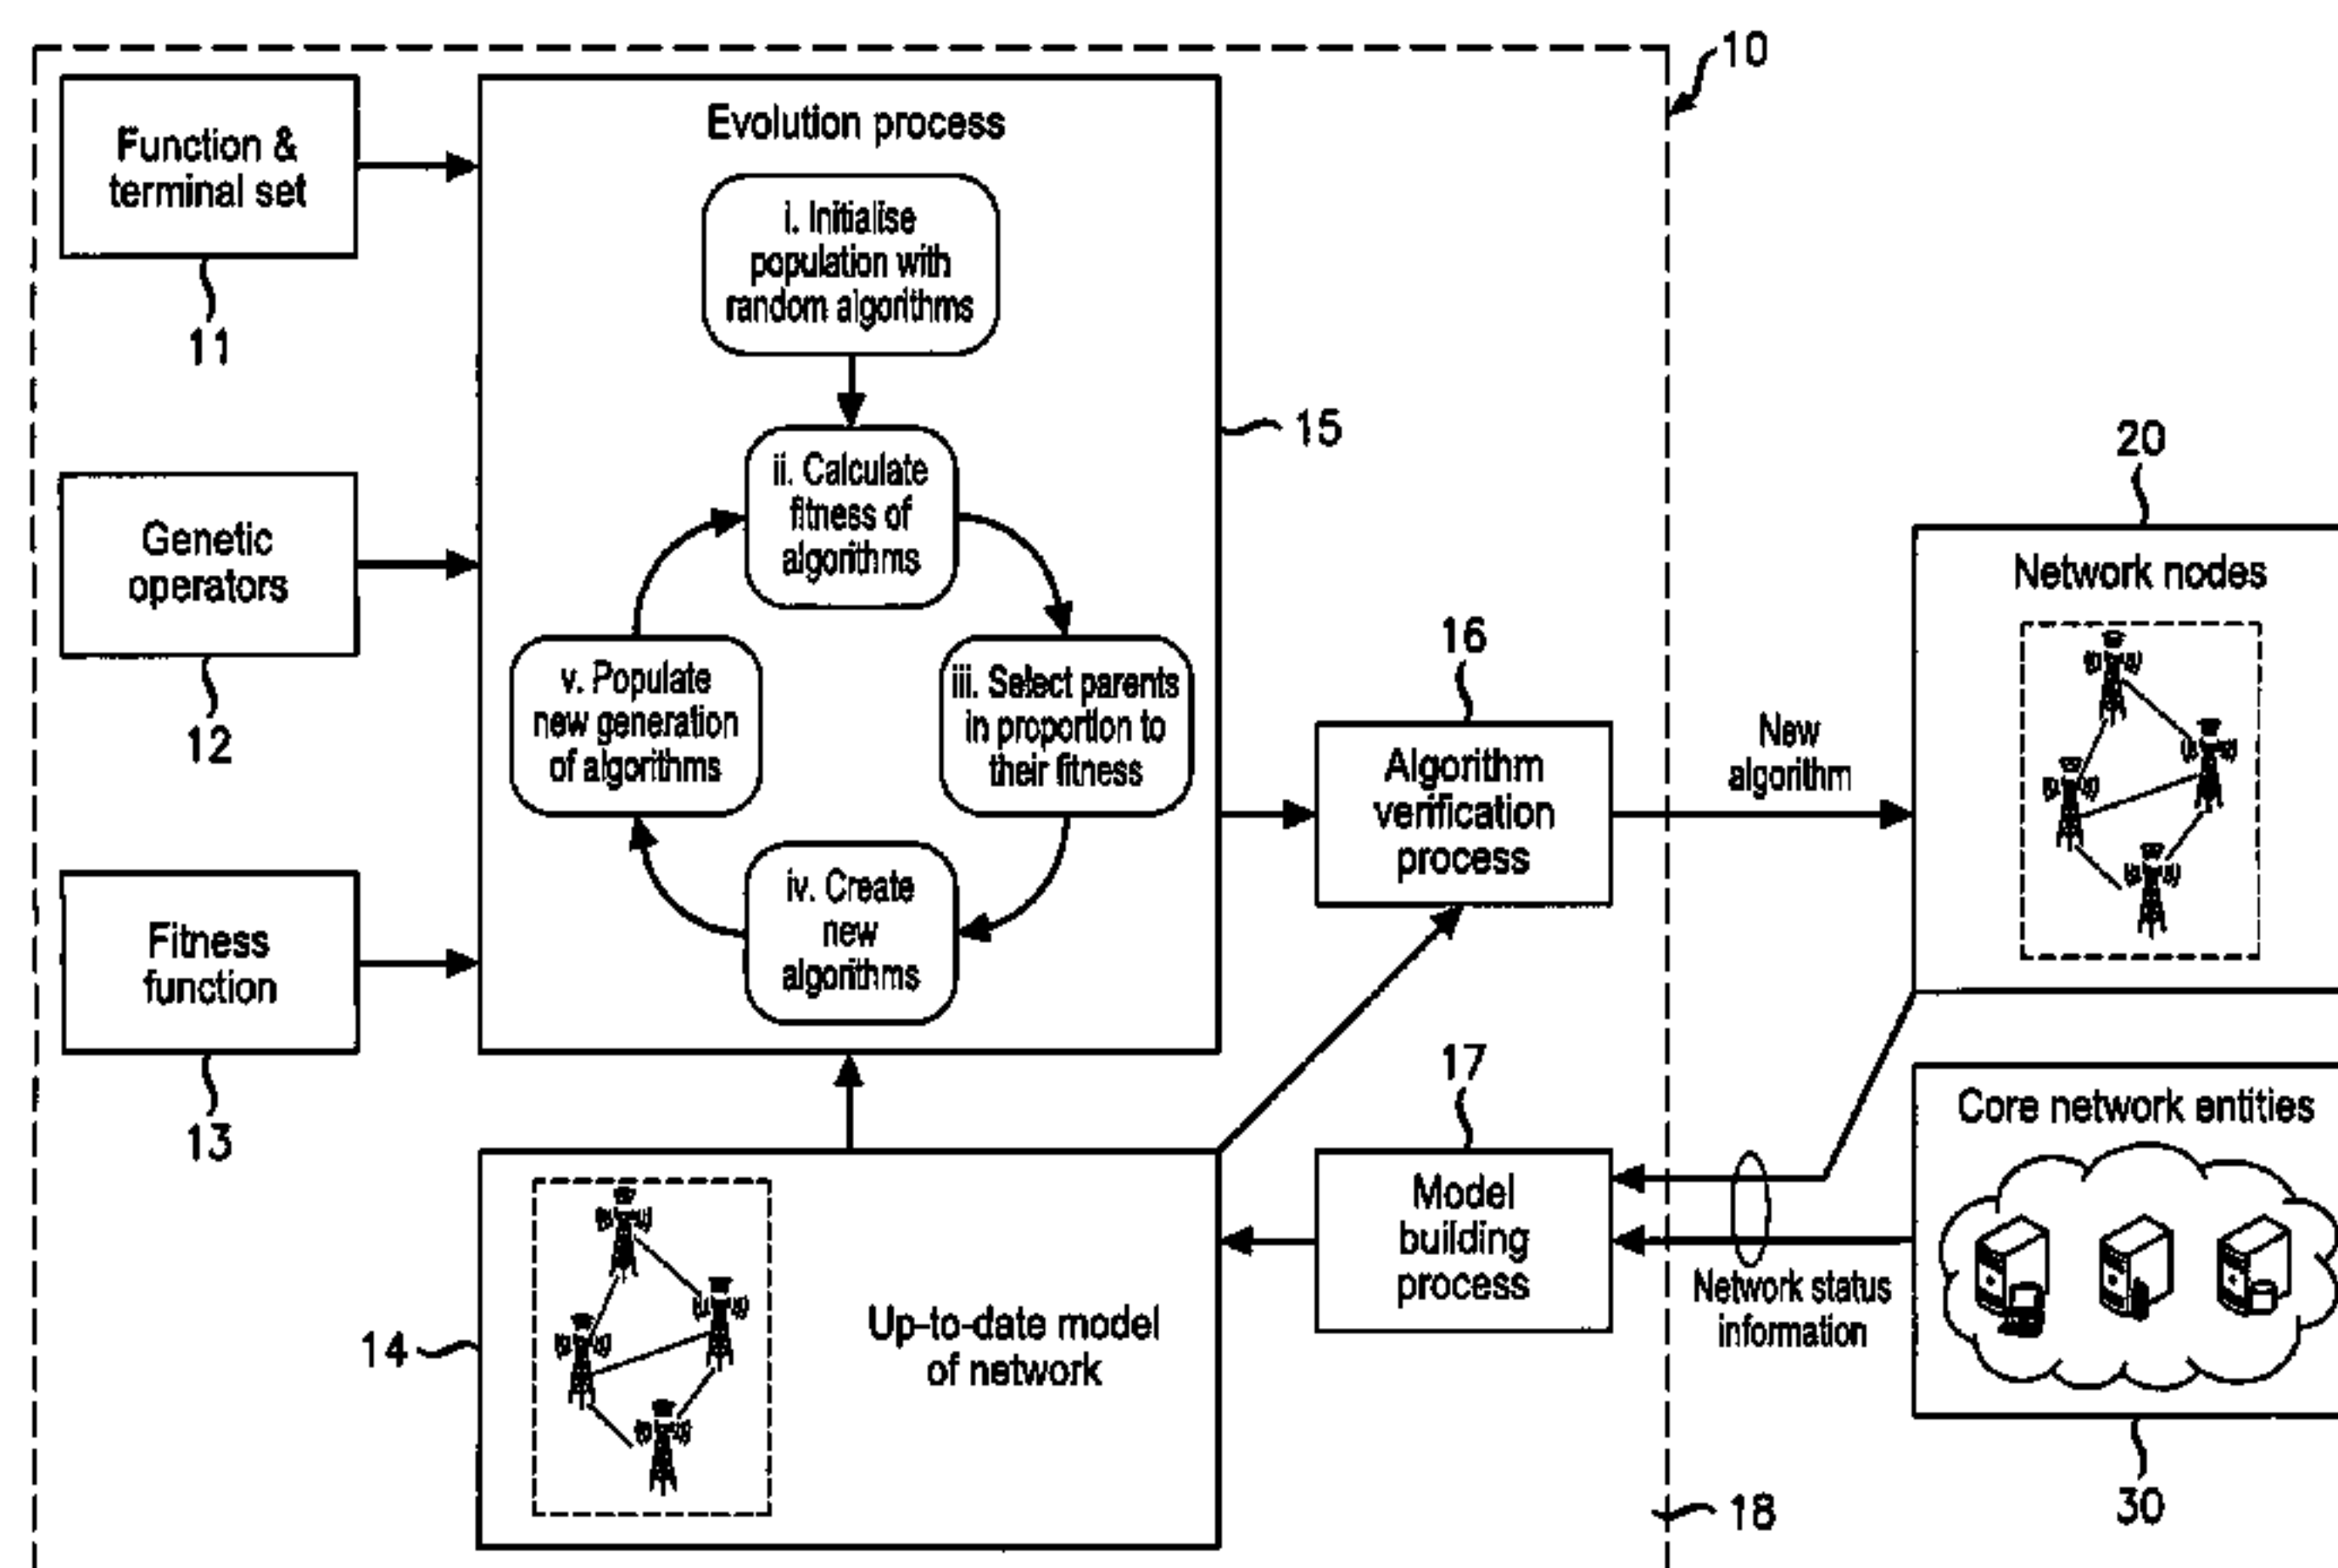 10
Function &
terminal set
11
Evolution process
i. Initialise
population with
random algorithms
15
ii. Calculate
fitness of
algorithms
Genetic
operators
12
v. Populate
new generation
of algorithms
iii. Select parents
in proportion to
their fitness
iv. Create
new
algorithms
Fitness
function
13
16
Algorithm
verification
process
New
algorithm
20
Network nodes
17
Model
building
process
Network status
information
Core network entities
30
14
Up-to-date model
of network
18